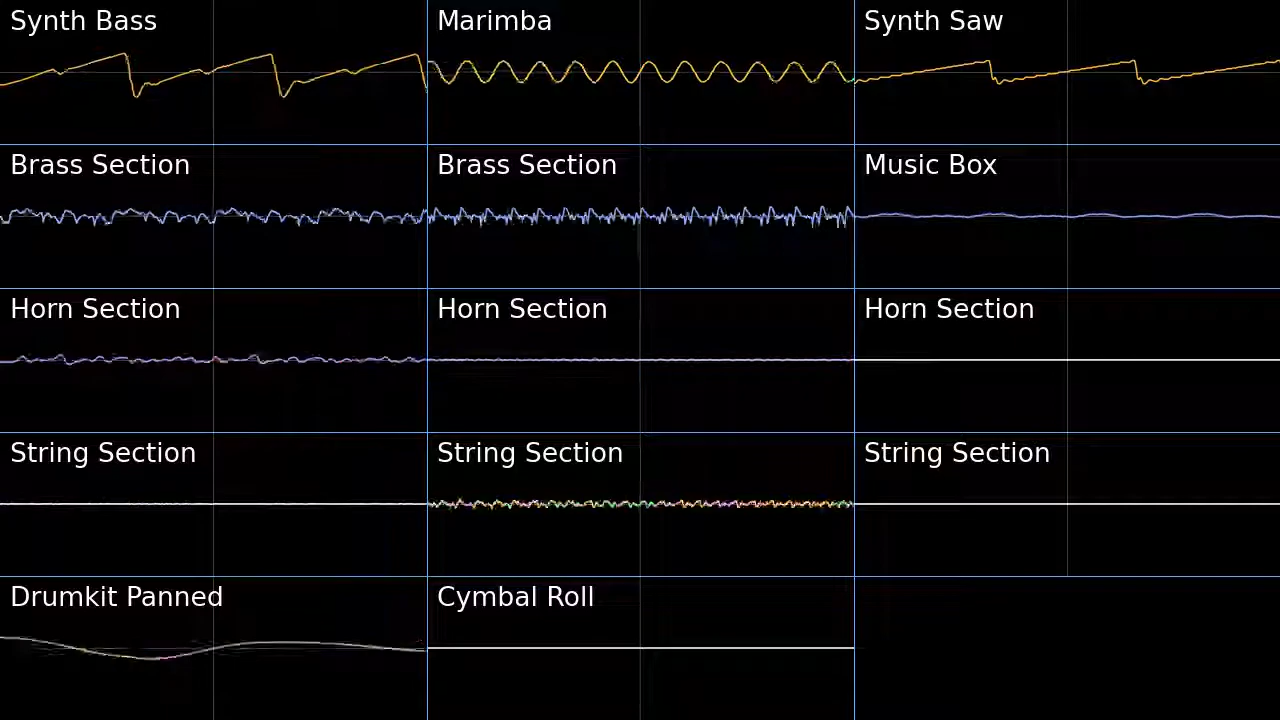 Synth Bass
Marimba
Synth Saw
Brass Section
Brass Section
Music Box
Horn Section
Horn Section
Horn Section
String Section
String Section
String Section
Drumkit Panned
Cymbal Roll